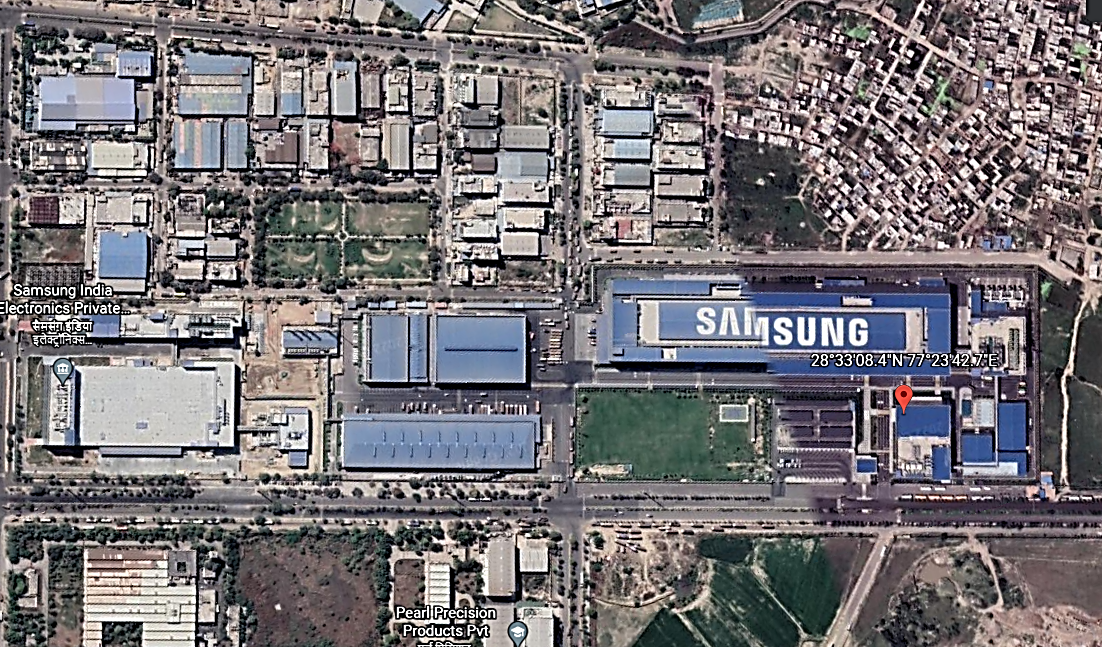 Samsung India
Electronics Private...
सैमसंग इंडिया
इलेक्ट्रॉनिक्स...
SAMSUNG
28°33'08.4"N 77°23'42.7"E
Pearl Precision
Products Pvt